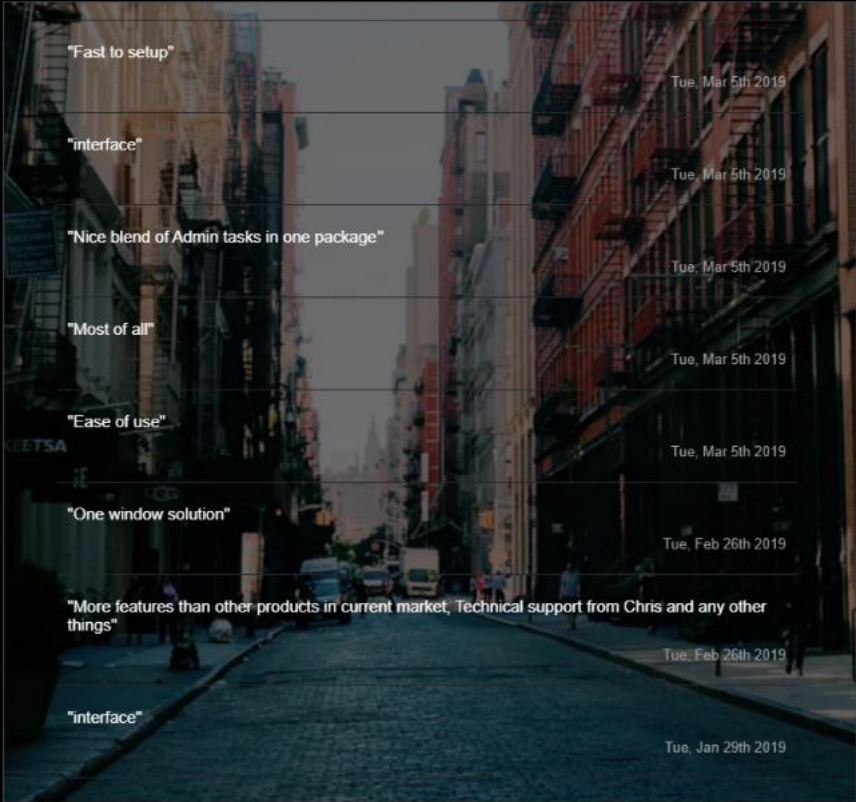 "Fast to setup"
Tue, Mar 5th 2019
"interface"
Tue, Mar 5th 2019
"Nice blend of Admin tasks in one package"
Tue, Mar 5th 2019
"Most of all"
Tue, Mar 5th 2019
"Ease of use"
Tue, Mar 5th 2019
KEETSA
"One window solution"
Tue, Feb 26th 2019
"More features than other products in current market, Technical support from Chris and any other
things"
Tue, Feb 26th 2019
"interface"
Tue, Jan 29th 2019